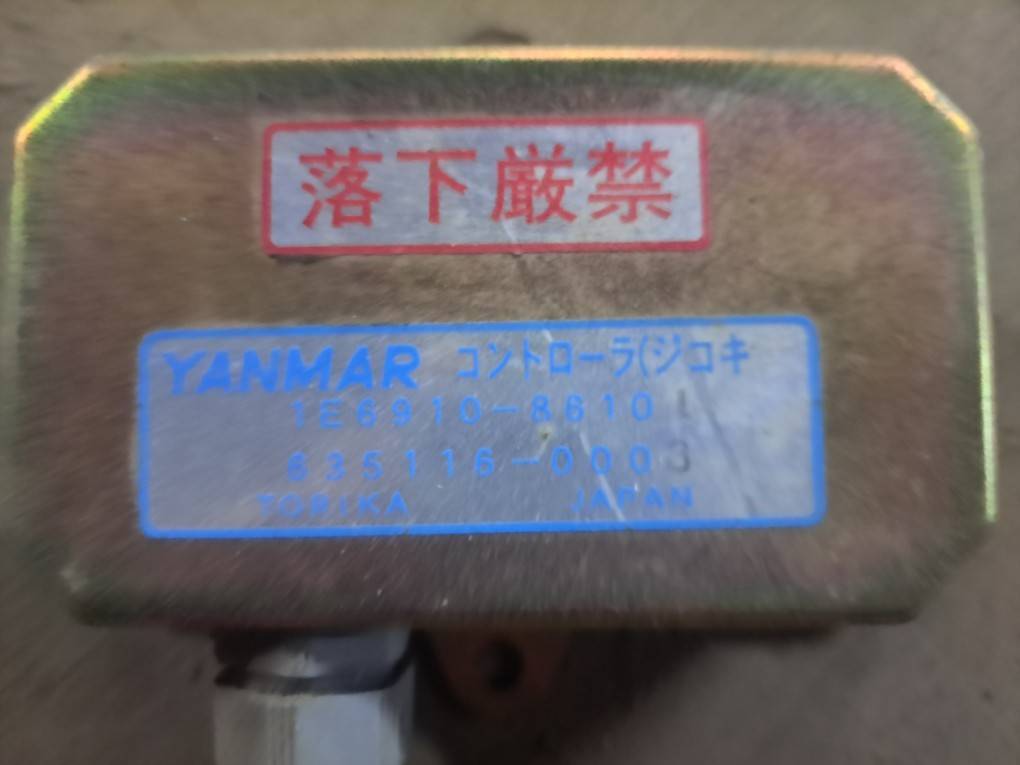 落下厳禁
YANMAR コントローラ(ジコキ
1E6910-86101
635116-0003
TORIKA JAPAN